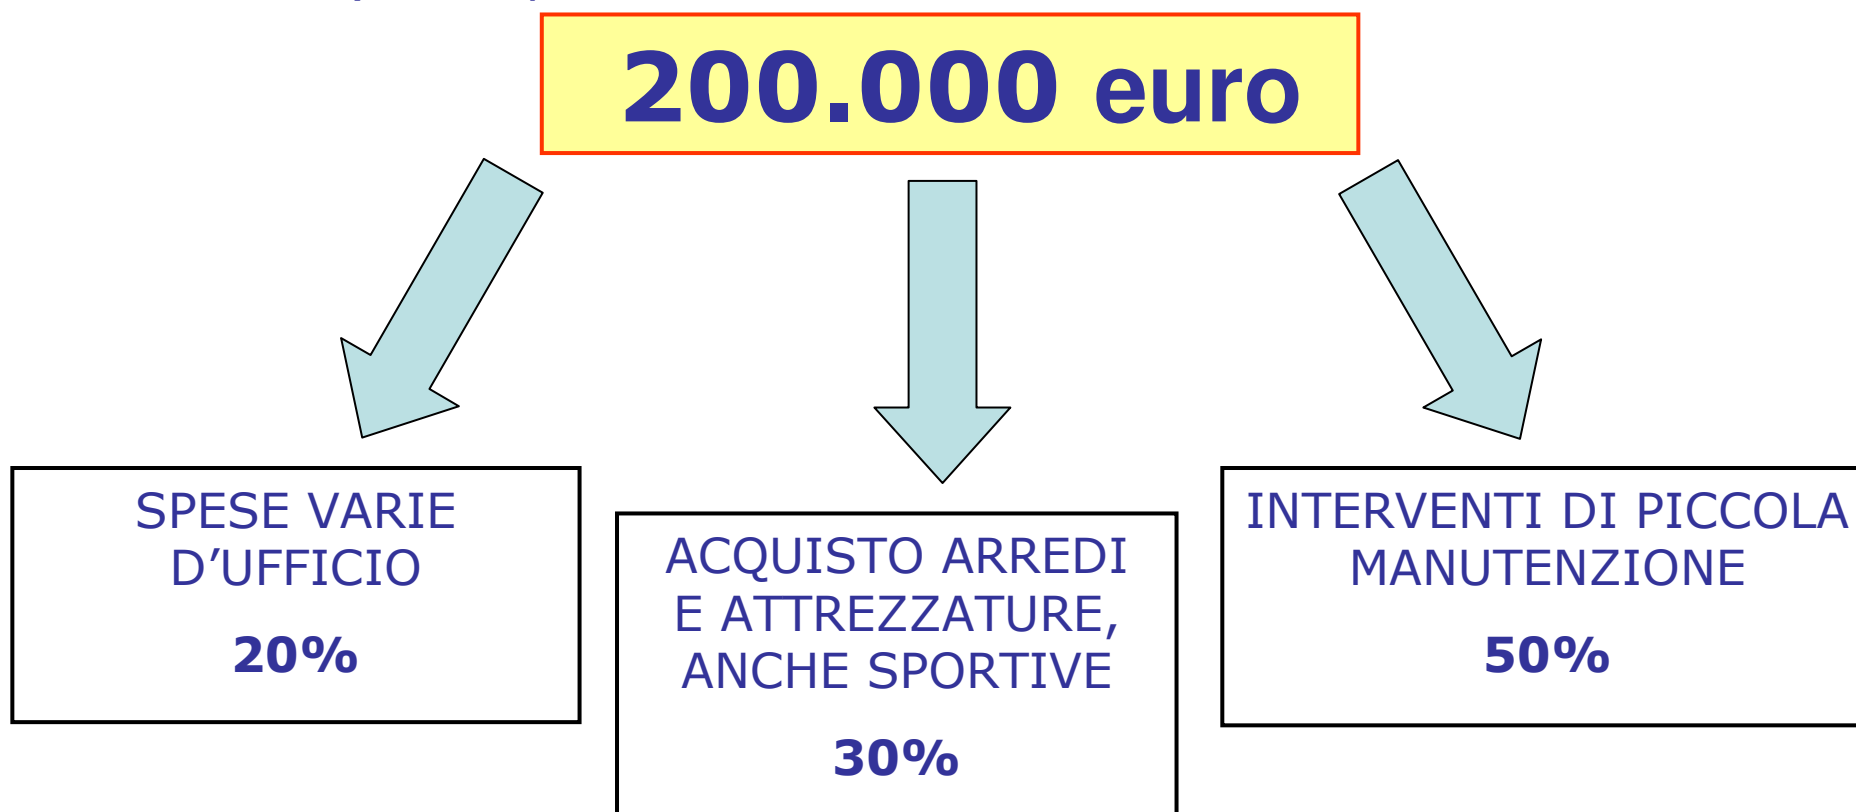 200.000 euro
SPESE VARIE
D’UFFICIO
20%
ACQUISTO ARREDI
E ATTREZZATURE,
ANCHE SPORTIVE
30%
INTERVENTI DI PICCOLA
MANUTENZIONE
50%